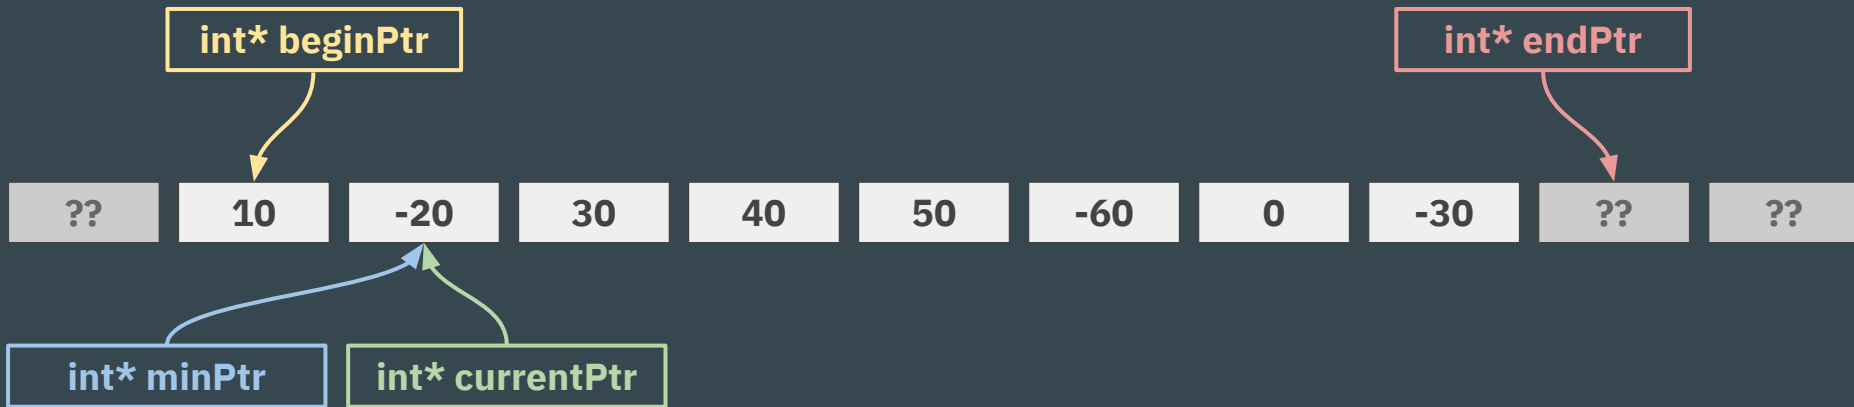 int* beginPtr
int* endPtr
?? 10 -20 30 40 50 -60 0 -30 ?? ??
int* minPtr
int* currentPtr